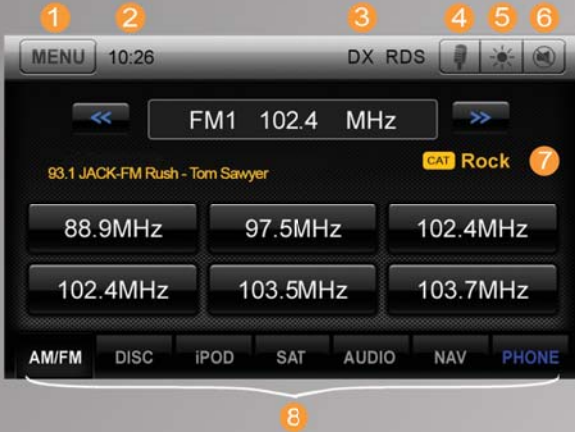 1 2 3 4 5 6
MENU 10:26 DX RDS
« FM1 102.4 MHz »
93.1 JACK-FM Rush - Tom Sawyer CAT Rock 7
88.9MHz 97.5MHz 102.4MHz
102.4MHz 103.5MHz 103.7MHz
AM/FM DISC iPOD SAT AUDIO NAV PHONE
8